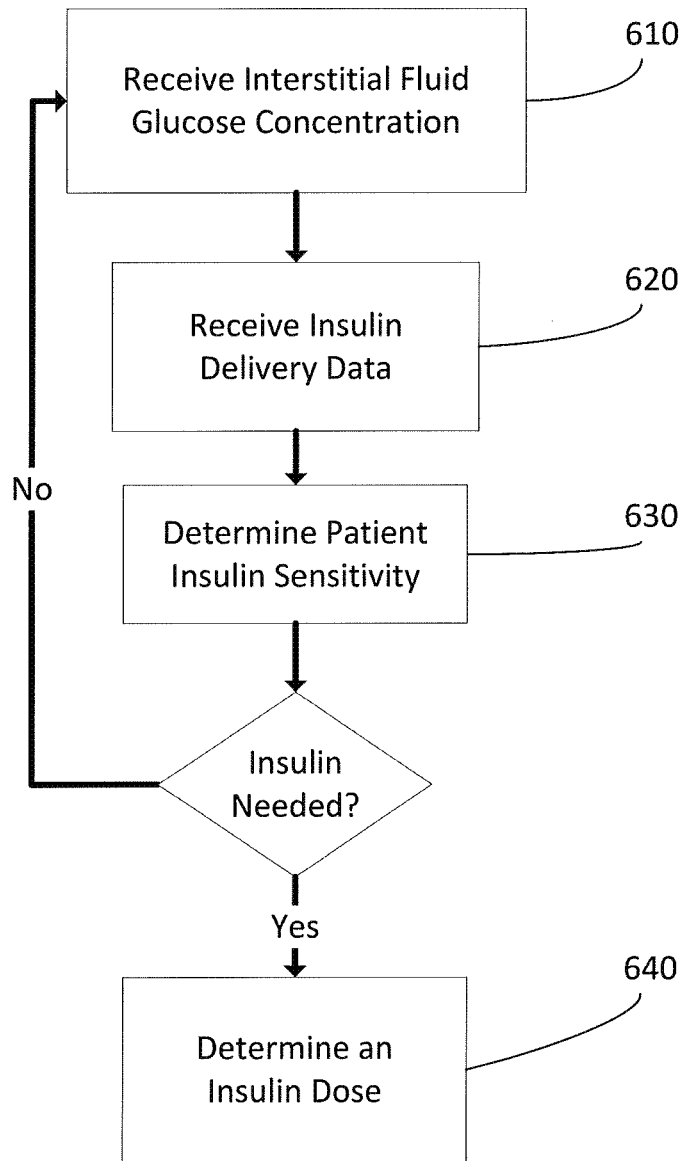 610
Receive Interstitial Fluid
Glucose Concentration
620
Receive Insulin
Delivery Data
No
630
Determine Patient
Insulin Sensitivity
Insulin
Needed?
Yes
640
Determine an
Insulin Dose